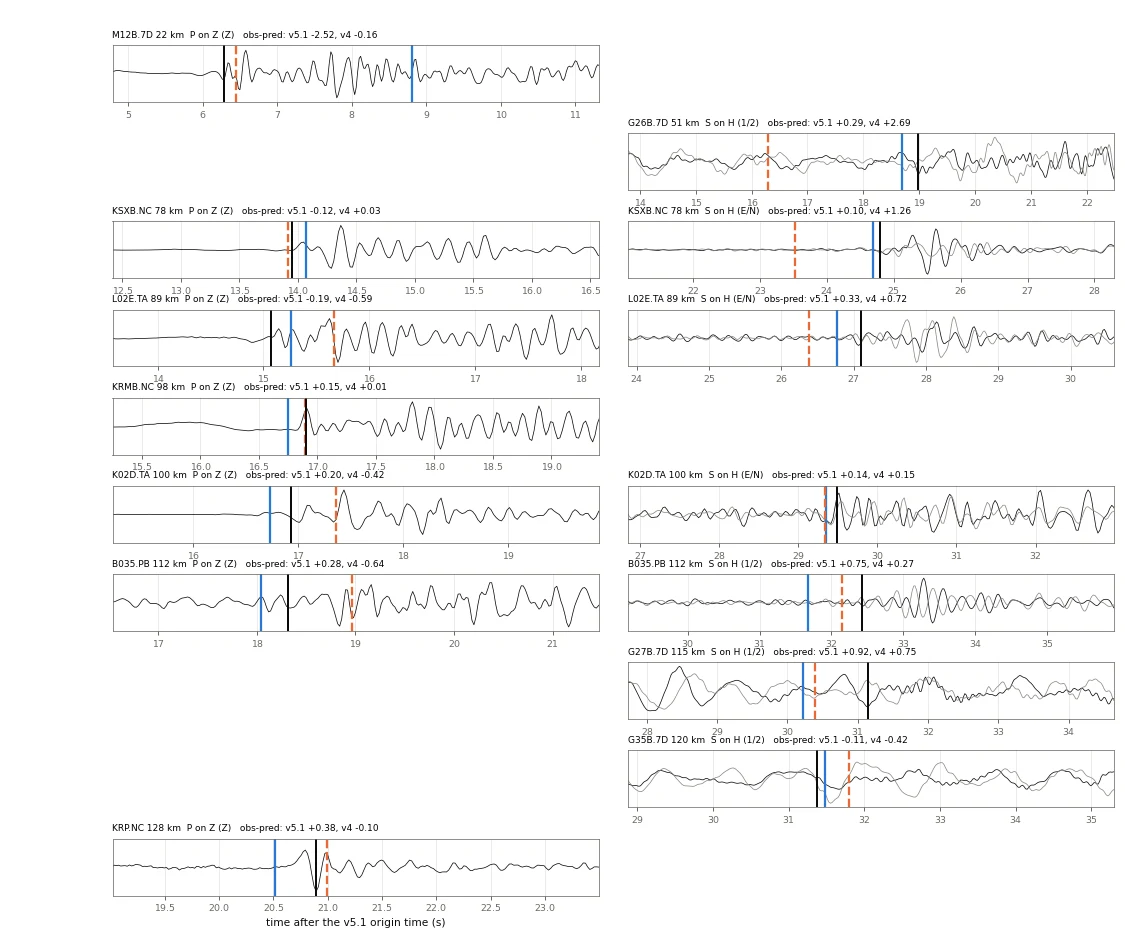 M12B.7D 22 km  P on Z (Z)   obs-pred: v5.1 -2.52, v4 -0.16
5 6 7 8 9 10 11
G26B.7D 51 km  S on H (1/2)   obs-pred: v5.1 +0.29, v4 +2.69
14 15 16 17 18 19 20 21 22
KSXB.NC 78 km  P on Z (Z)   obs-pred: v5.1 -0.12, v4 +0.03
12.5 13.0 13.5 14.0 14.5 15.0 15.5 16.0 16.5
KSXB.NC 78 km  S on H (E/N)   obs-pred: v5.1 +0.10, v4 +1.26
22 23 24 25 26 27 28
L02E.TA 89 km  P on Z (Z)   obs-pred: v5.1 -0.19, v4 -0.59
14 15 16 17 18
L02E.TA 89 km  S on H (E/N)   obs-pred: v5.1 +0.33, v4 +0.72
24 25 26 27 28 29 30
KRMB.NC 98 km  P on Z (Z)   obs-pred: v5.1 +0.15, v4 +0.01
15.5 16.0 16.5 17.0 17.5 18.0 18.5 19.0
K02D.TA 100 km  P on Z (Z)   obs-pred: v5.1 +0.20, v4 -0.42
16 17 18 19
K02D.TA 100 km  S on H (E/N)   obs-pred: v5.1 +0.14, v4 +0.15
27 28 29 30 31 32
B035.PB 112 km  P on Z (Z)   obs-pred: v5.1 +0.28, v4 -0.64
17 18 19 20 21
B035.PB 112 km  S on H (1/2)   obs-pred: v5.1 +0.75, v4 +0.27
30 31 32 33 34 35
G27B.7D 115 km  S on H (1/2)   obs-pred: v5.1 +0.92, v4 +0.75
28 29 30 31 32 33 34
G35B.7D 120 km  S on H (1/2)   obs-pred: v5.1 -0.11, v4 -0.42
29 30 31 32 33 34 35
KRP.NC 128 km  P on Z (Z)   obs-pred: v5.1 +0.38, v4 -0.10
19.5 20.0 20.5 21.0 21.5 22.0 22.5 23.0
time after the v5.1 origin time (s)